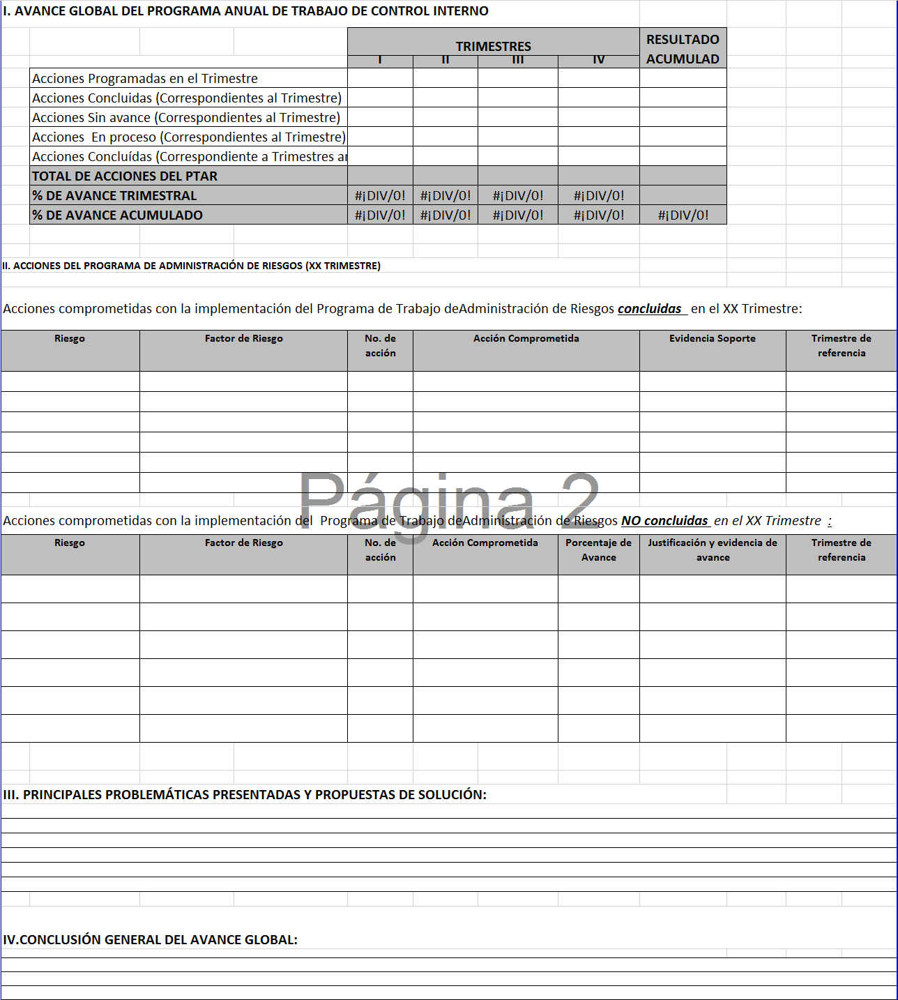 I. AVANCE GLOBAL DEL PROGRAMA ANUAL DE TRABAJO DE CONTROL INTERNO
TRIMESTRES
RESULTADO
ACUMULAD
I II III IV
Acciones Programadas en el Trimestre
Acciones Concluidas (Correspondientes al Trimestre)
Acciones Sin avance (Correspondientes al Trimestre)
Acciones  En proceso (Correspondientes al Trimestre)
Acciones Concluídas (Correspondiente a Trimestres
TOTAL DE ACCIONES DEL PTAR
% DE AVANCE TRIMESTRAL #¡DIV/0! #¡DIV/0! #¡DIV/0! #¡DIV/0!
% DE AVANCE ACUMULADO #¡DIV/0! #¡DIV/0! #¡DIV/0! #¡DIV/0! #¡DIV/0!
II. ACCIONES DEL PROGRAMA DE ADMINISTRACIÓN DE RIESGOS (XX TRIMESTRE)
Acciones comprometidas con la implementación del Programa de Trabajo deAdministración de Riesgos concluidas  en el XX Trimestre:
Riesgo Factor de Riesgo No. de acción Acción Comprometida Evidencia Soporte Trimestre de referencia
Página 2
Acciones comprometidas con la implementación del  Programa de Trabajo deAdministración de Riesgos NO concluidas  en el XX Trimestre  :
Riesgo Factor de Riesgo No. de acción Acción Comprometida Porcentaje de Avance Justificación y evidencia de avance Trimestre de referencia
III. PRINCIPALES PROBLEMÁTICAS PRESENTADAS Y PROPUESTAS DE SOLUCIÓN:
IV.CONCLUSIÓN GENERAL DEL AVANCE GLOBAL: